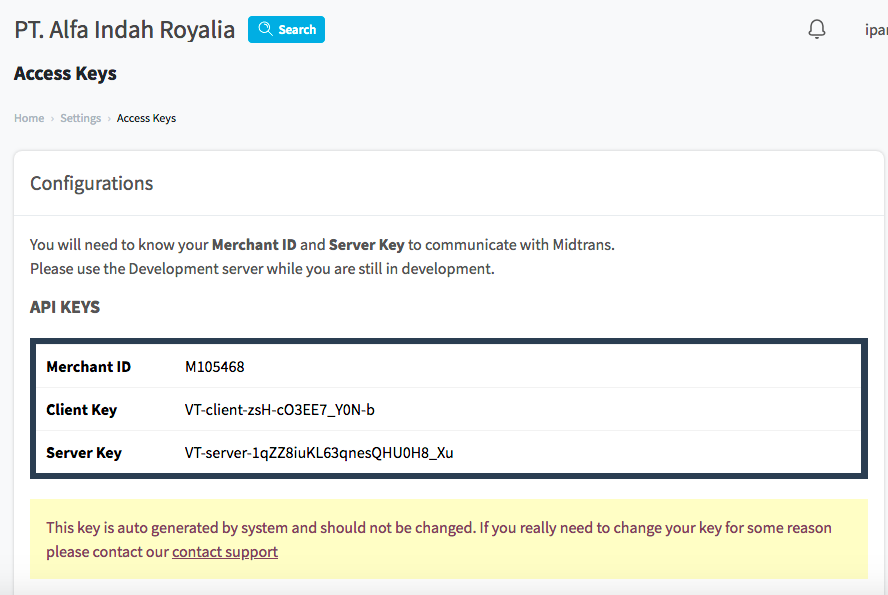 PT. Alfa Indah Royalia Search
Access Keys
Home › Settings › Access Keys
Configurations
You will need to know your Merchant ID and Server Key to communicate with Midtrans.
Please use the Development server while you are still in development.
API KEYS
Merchant ID M105468
Client Key VT-client-zsH-cO3EE7_Y0N-b
Server Key VT-server-1qZZ8iuKL63qnesQHU0H8_Xu
This key is auto generated by system and should not be changed. If you really need to change your key for some reason
please contact our contact support